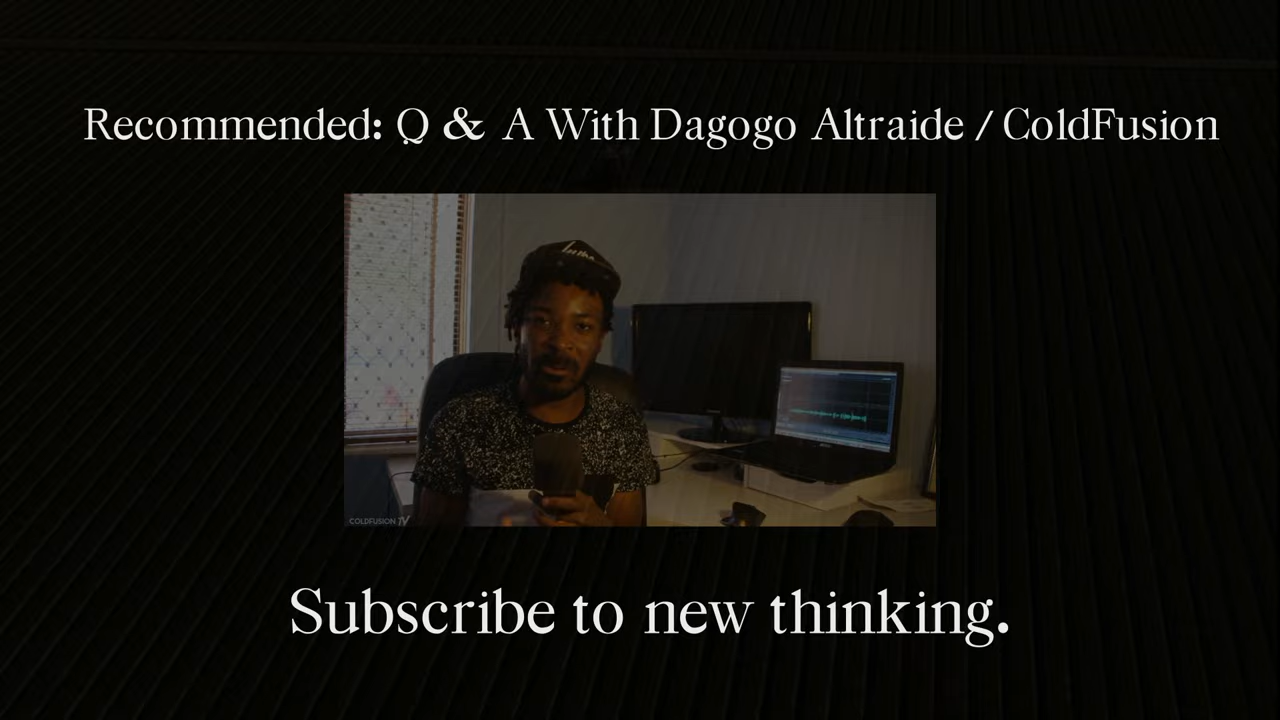 Recommended: Q & A With Dagogo Altraide / ColdFusion
COLDFUSION TV
Subscribe to new thinking.